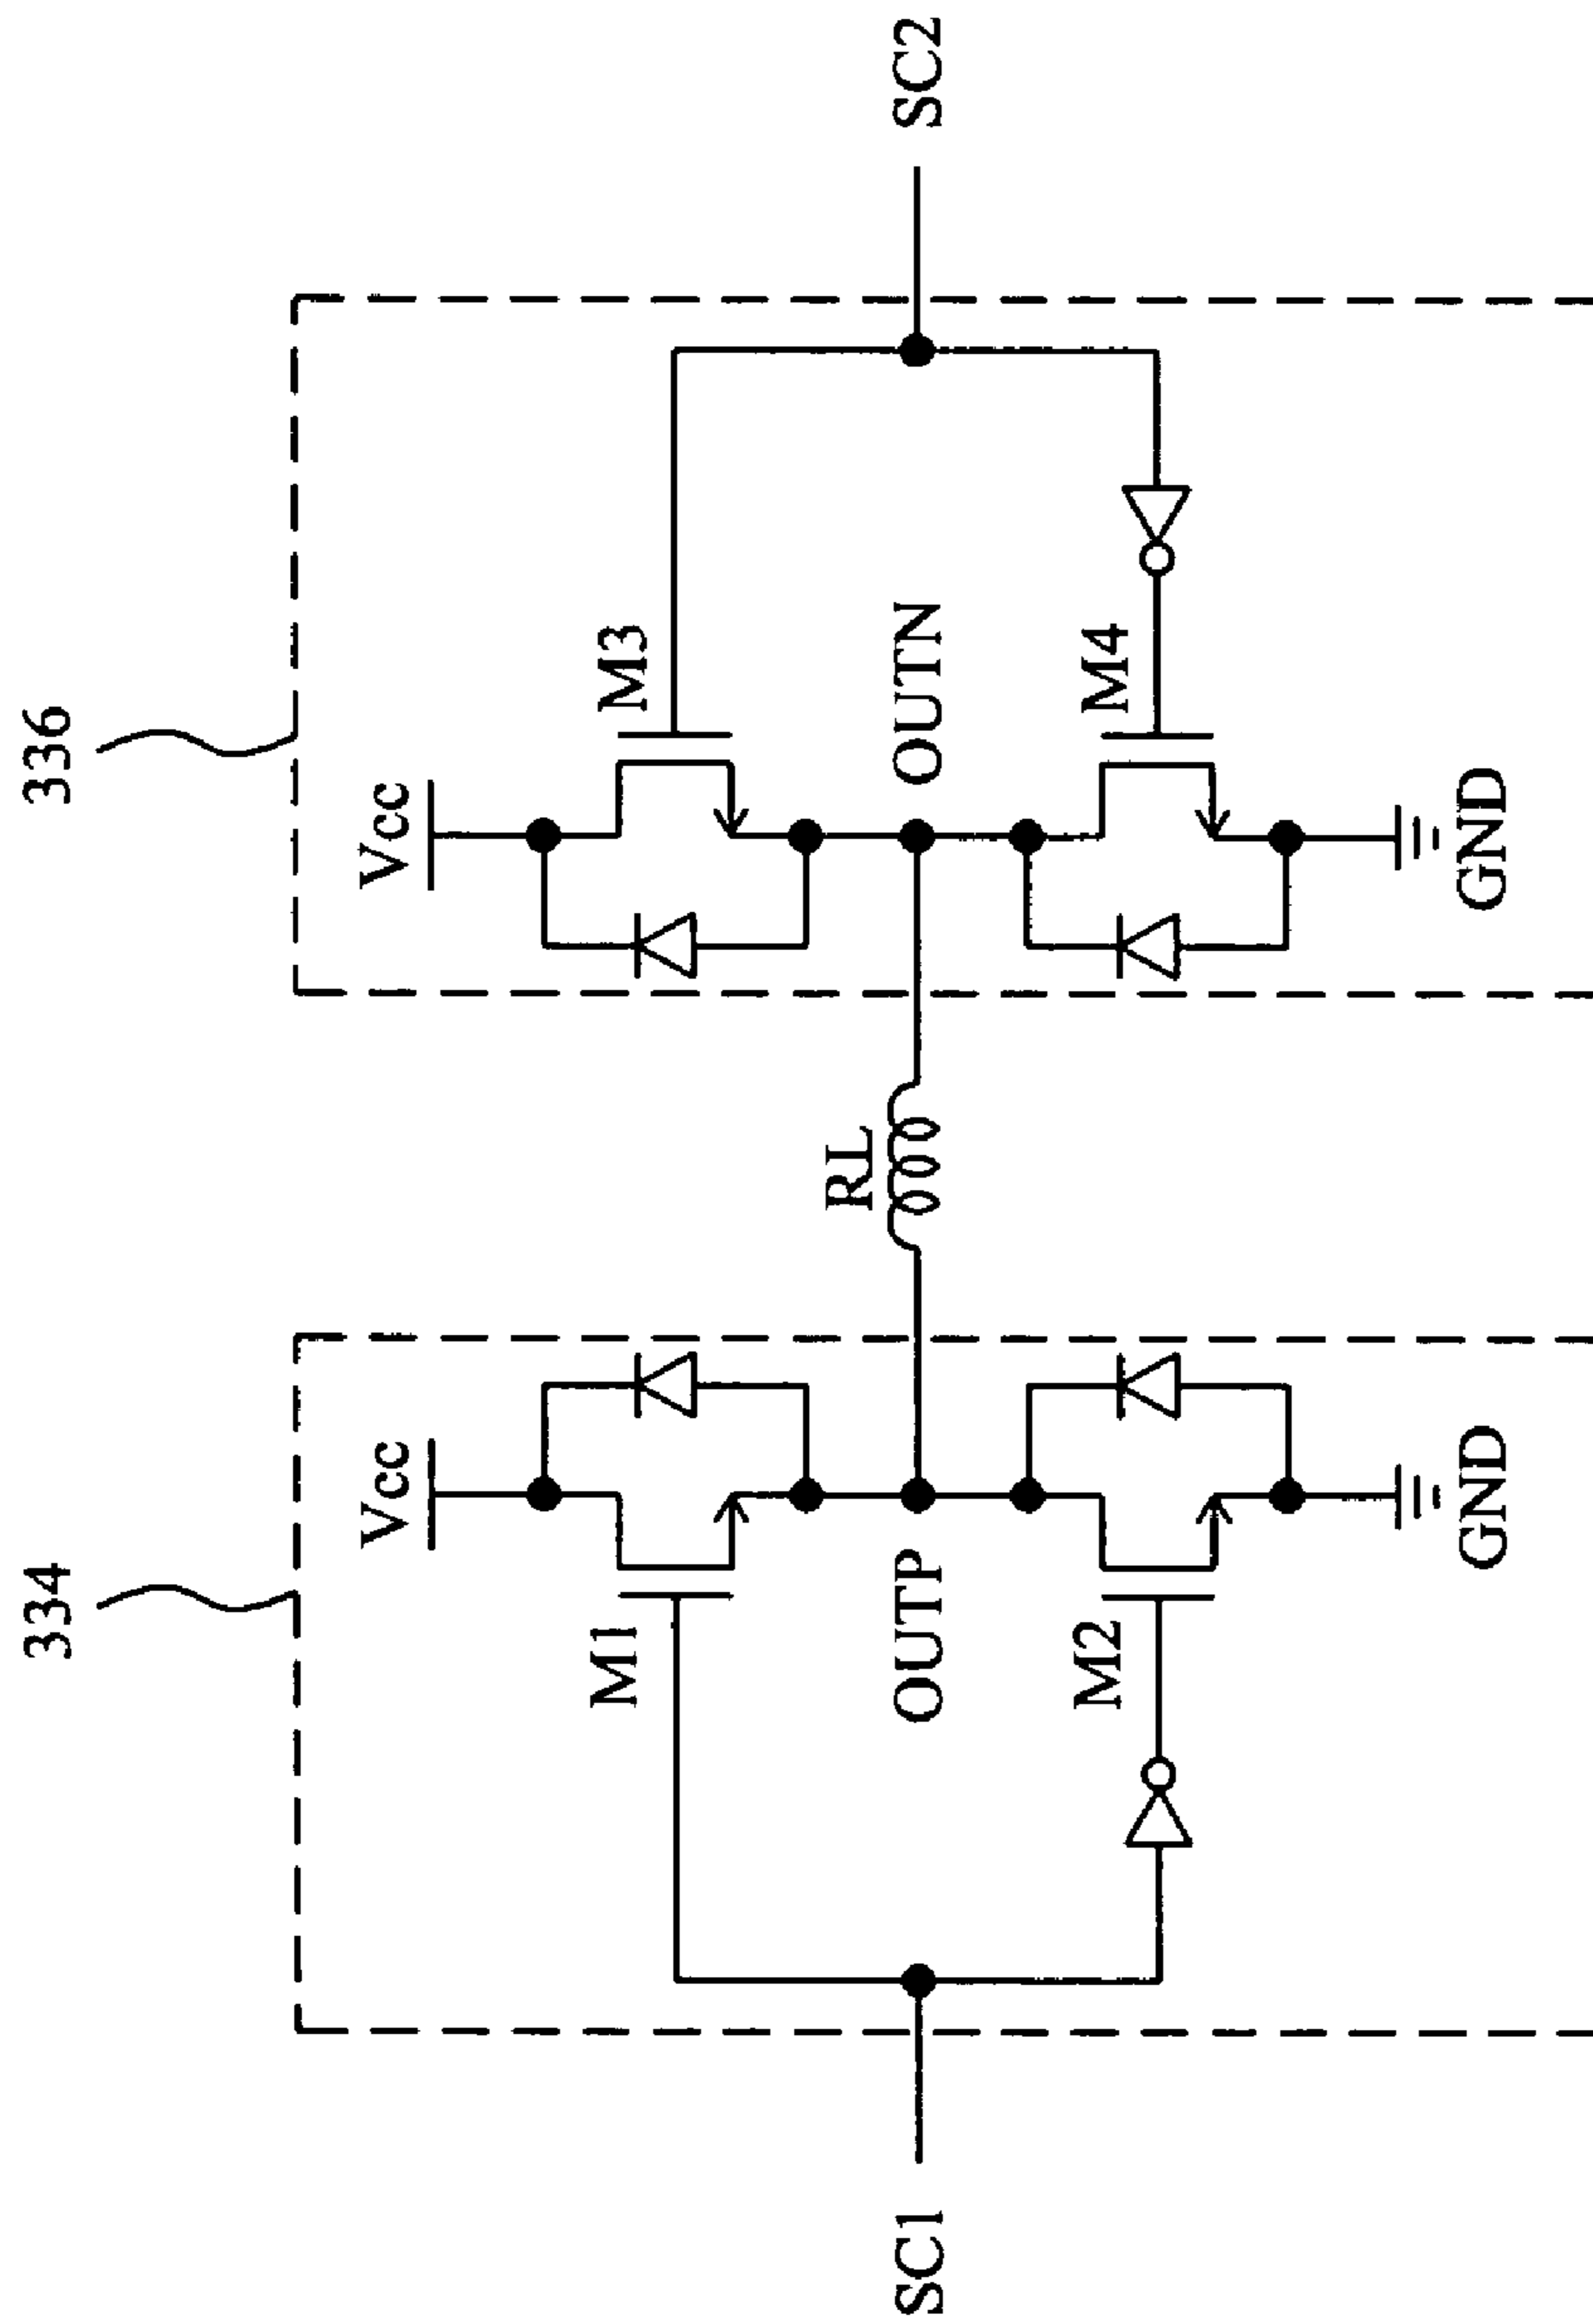 334
336
Vcc
Vcc
M1
M3
RL
SC1
OUTP
OUTN
SC2
M2
M4
GND
GND